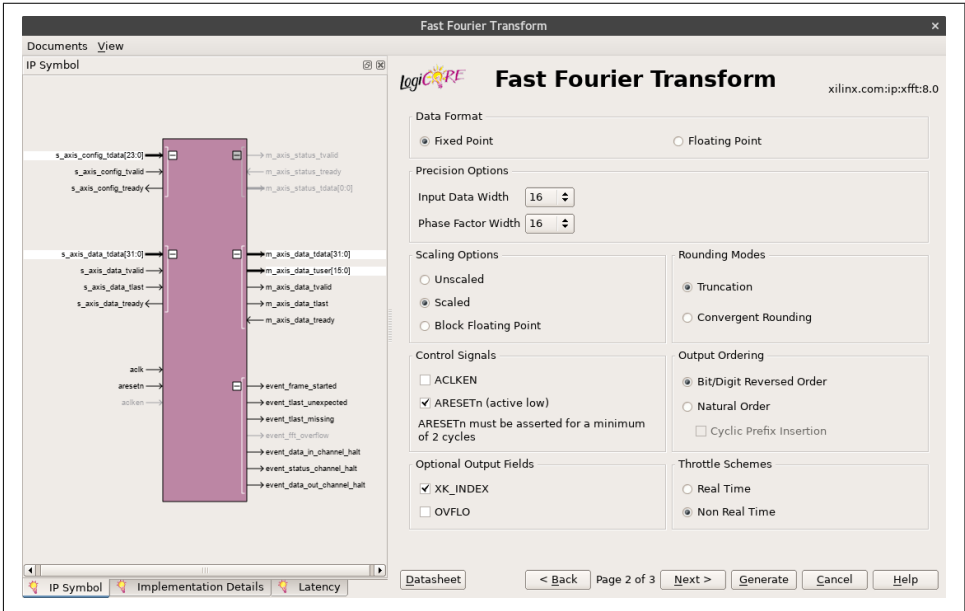 Fast Fourier Transform
Documents View
IP Symbol
s_axis_config_tdata[23:0]
s_axis_config_tvalid
s_axis_config_tready
s_axis_data_tdata[31:0]
s_axis_data_tvalid
s_axis_data_tlast
s_axis_data_tready
aclk
aresetn
aclken
m_axis_status_tvalid
m_axis_status_tready
m_axis_status_tdata[0:0]
m_axis_data_tdata[31:0]
m_axis_data_tuser[15:0]
m_axis_data_tvalid
m_axis_data_tlast
m_axis_data_tready
event_frame_started
event_tlast_unexpected
event_tlast_missing
event_fft_overflow
event_data_in_channel_halt
event_status_channel_halt
event_data_out_channel_halt
IP Symbol Implementation Details Latency
LogiCORE Fast Fourier Transform xilinx.com:ip:xfft:8.0
Data Format
Fixed Point Floating Point
Precision Options
Input Data Width 16
Phase Factor Width 16
Scaling Options
Unscaled
Scaled
Block Floating Point
Rounding Modes
Truncation
Convergent Rounding
Control Signals
ACLKEN
ARESETn (active low)
ARESETn must be asserted for a minimum
of 2 cycles
Output Ordering
Bit/Digit Reversed Order
Natural Order
Cyclic Prefix Insertion
Optional Output Fields
XK_INDEX
OVFLO
Throttle Schemes
Real Time
Non Real Time
Datasheet < Back Page 2 of 3 Next > Generate Cancel Help